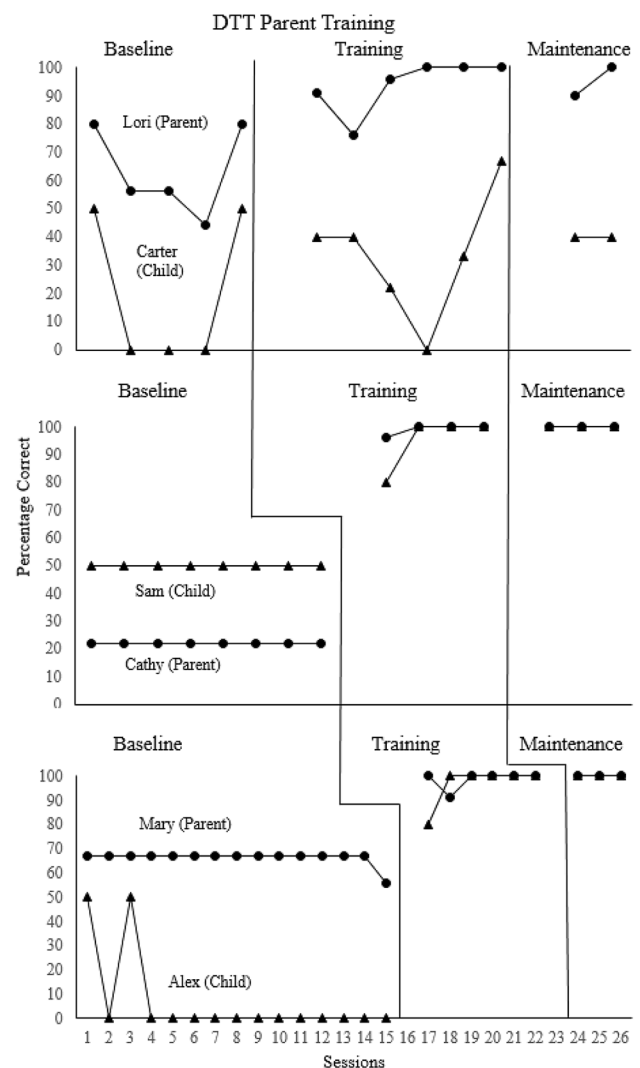 DTT Parent Training
Baseline Training Maintenance
100
90
80
70
60
50
40
30
20
10
0
Lori (Parent)
Carter
(Child)
Baseline Training Maintenance
Percentage Correct
100
90
80
70
60
50
40
30
20
10
0
Sam (Child)
Cathy (Parent)
Baseline Training Maintenance
100
90
80
70
60
50
40
30
20
10
0
Mary (Parent)
Alex (Child)
1 2 3 4 5 6 7 8 9 10 11 12 13 14 15 16 17 18 19 20 21 22 23 24 25 26
Sessions